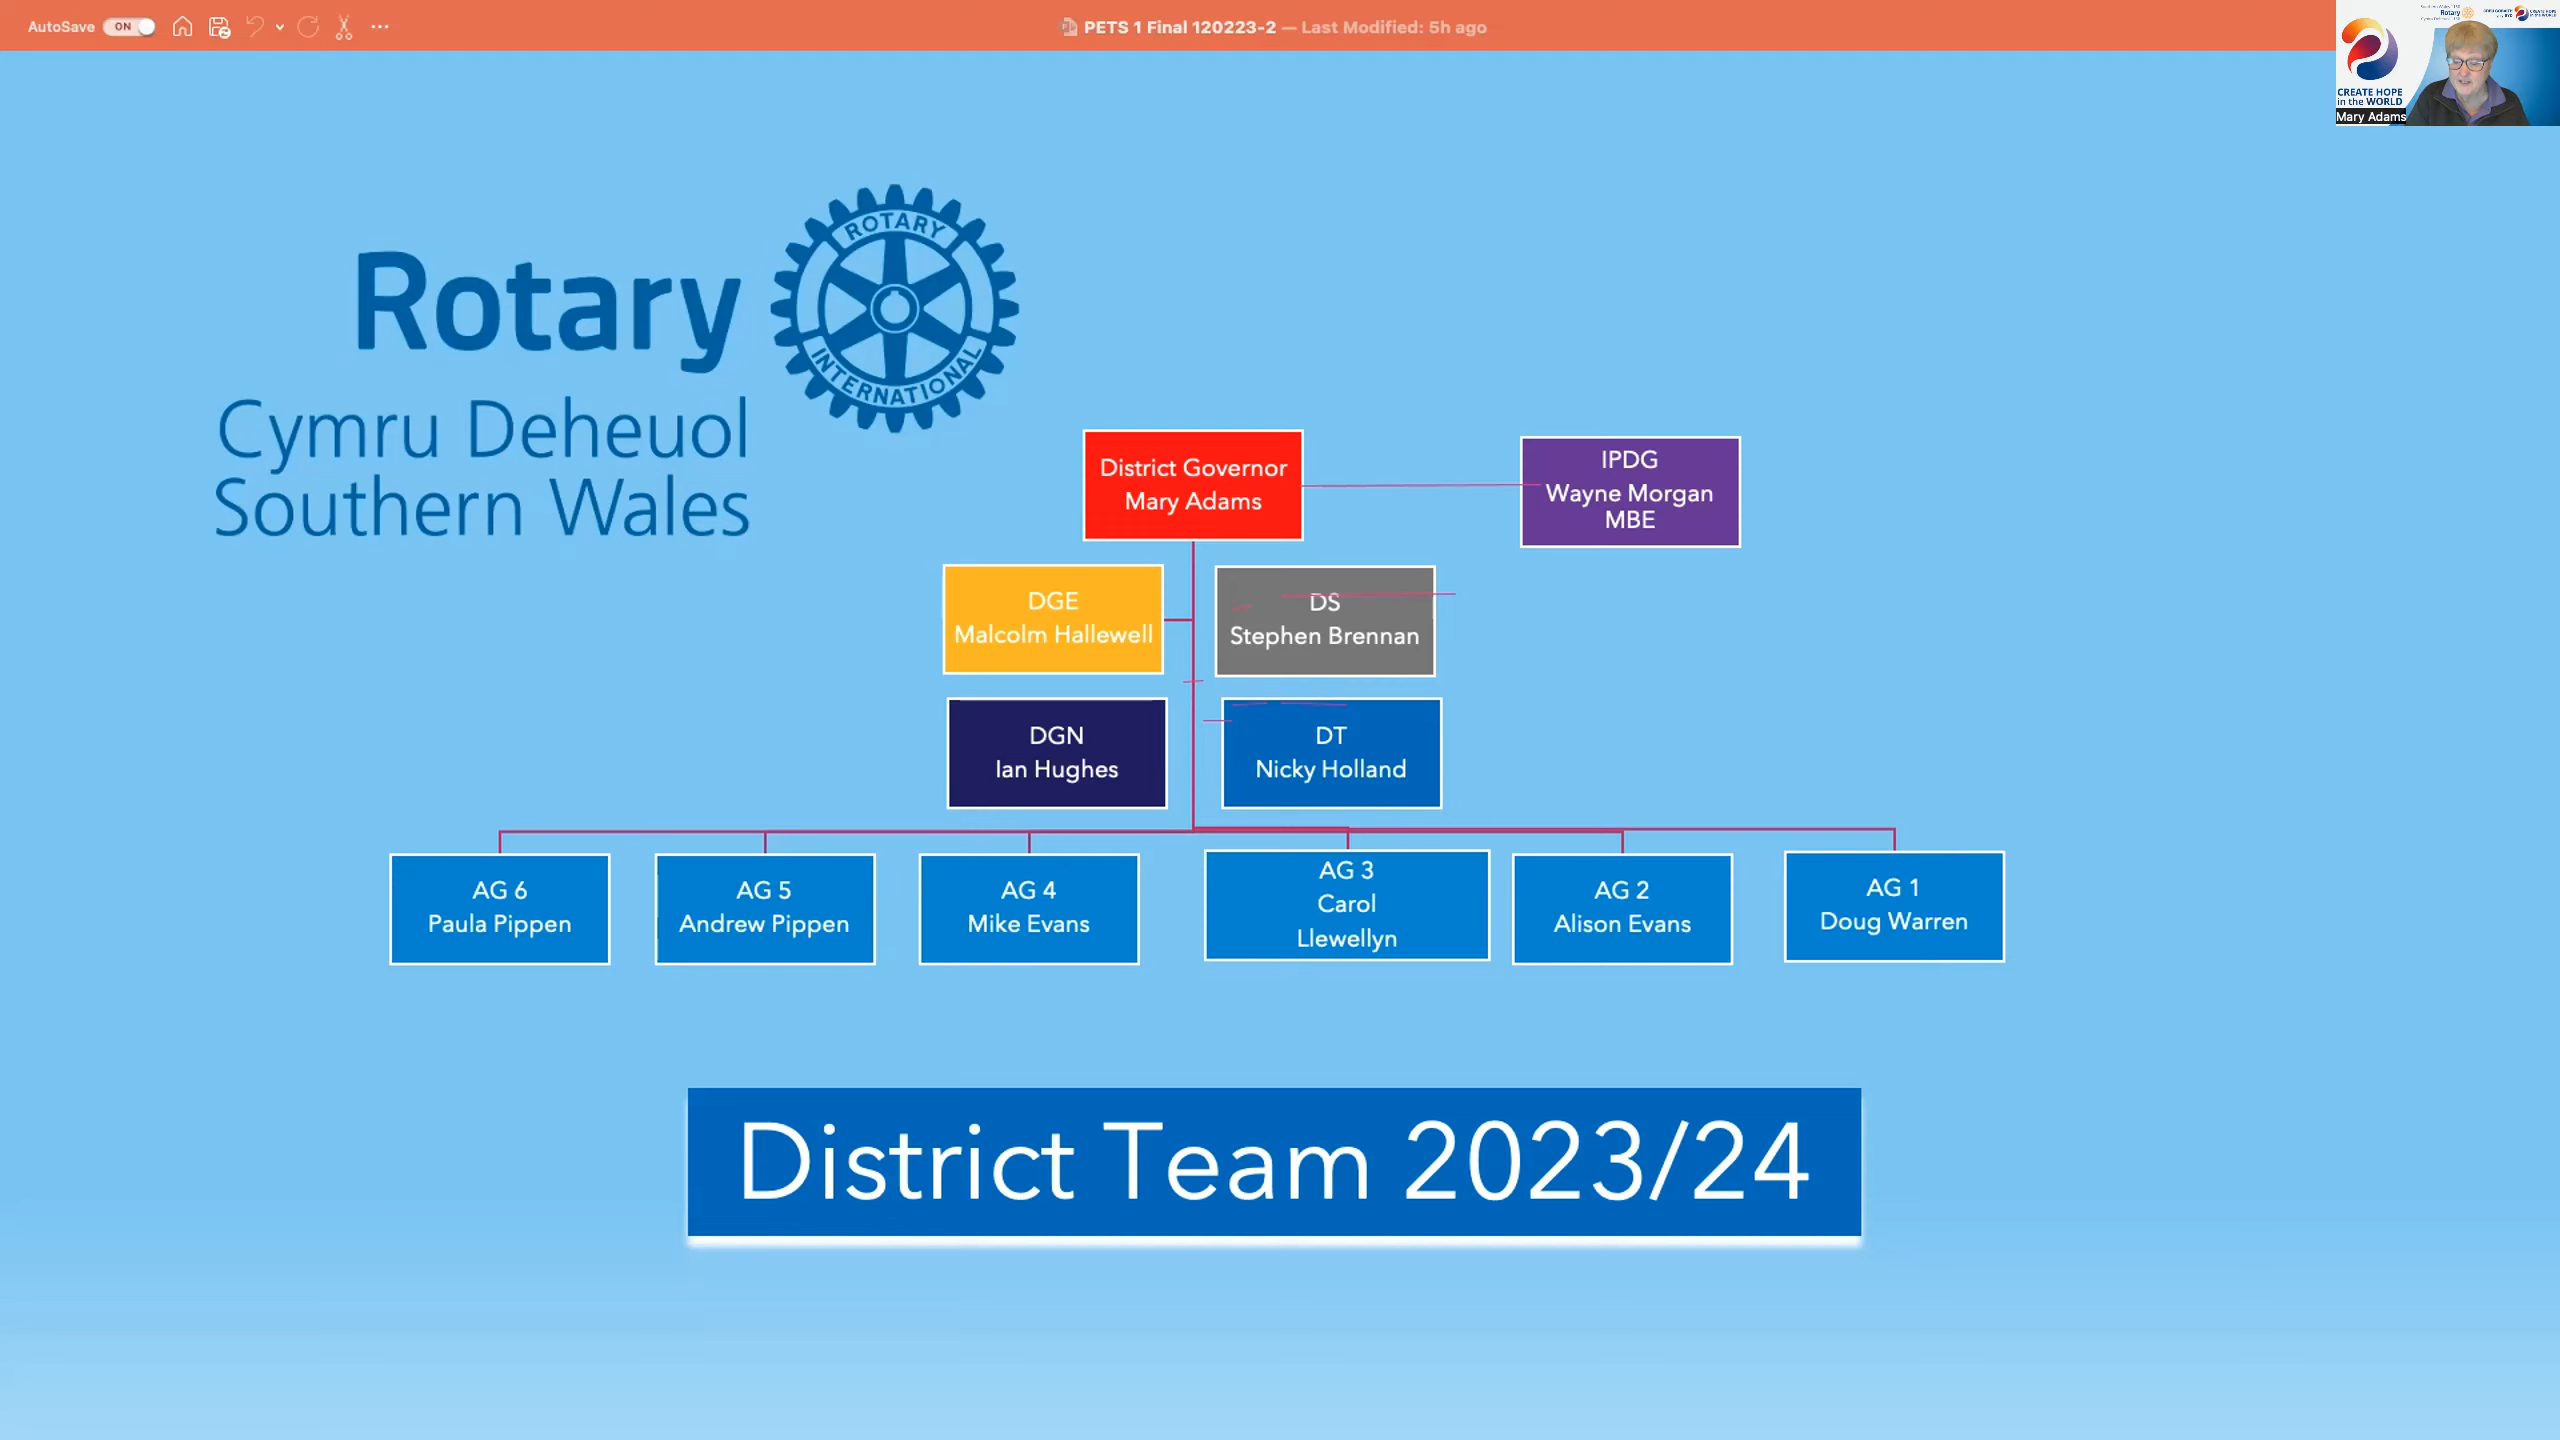 AutoSave ON
PETS 1 Final 120223-2 — Last Modified: 5h ago
Rotary
CREATE HOPE
in the WORLD
Mary Adams
ROTARY
INTERNATIONAL
Rotary
Cymru Deheuol
Southern Wales
District Governor
Mary Adams
IPDG
Wayne Morgan
MBE
DGE
Malcolm Hallewell
DS
Stephen Brennan
DGN
Ian Hughes
DT
Nicky Holland
AG 6
Paula Pippen
AG 5
Andrew Pippen
AG 4
Mike Evans
AG 3
Carol
Llewellyn
AG 2
Alison Evans
AG 1
Doug Warren
District Team 2023/24